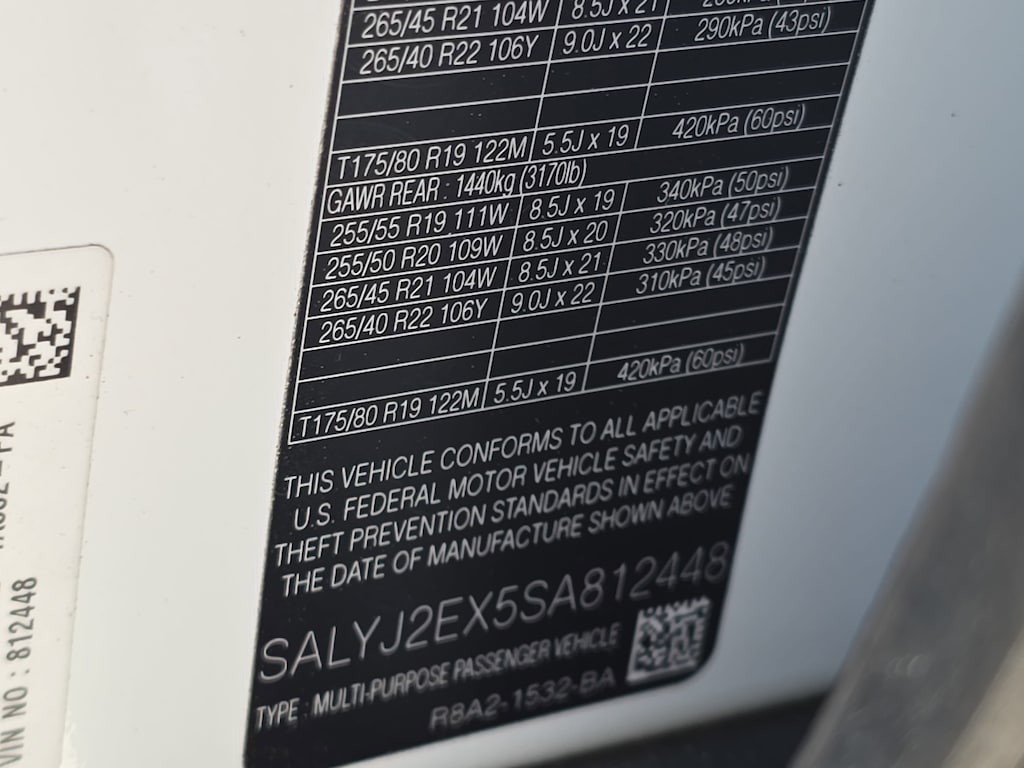 265/45 R21 104W 8.5J x 21
265/40 R22 106Y 9.0J x 22 290kPa (43psi)
T175/80 R19 122M 5.5J x 19 420kPa (60psi)
GAWR REAR : 1440kg (3170lb)
255/55 R19 111W 8.5J x 19 340kPa (50psi)
255/50 R20 109W 8.5J x 20 320kPa (47psi)
265/45 R21 104W 8.5J x 21 330kPa (48psi)
265/40 R22 106Y 9.0J x 22 310kPa (45psi)
T175/80 R19 122M 5.5J x 19 420kPa (60psi)
THIS VEHICLE CONFORMS TO ALL APPLICABLE
U.S. FEDERAL MOTOR VEHICLE SAFETY AND
THEFT PREVENTION STANDARDS IN EFFECT ON
THE DATE OF MANUFACTURE SHOWN ABOVE
SALYJ2EX5SA812448
TYPE : MULTI-PURPOSE PASSENGER VEHICLE
R8A2-1532-BA
VIN NO : 812448